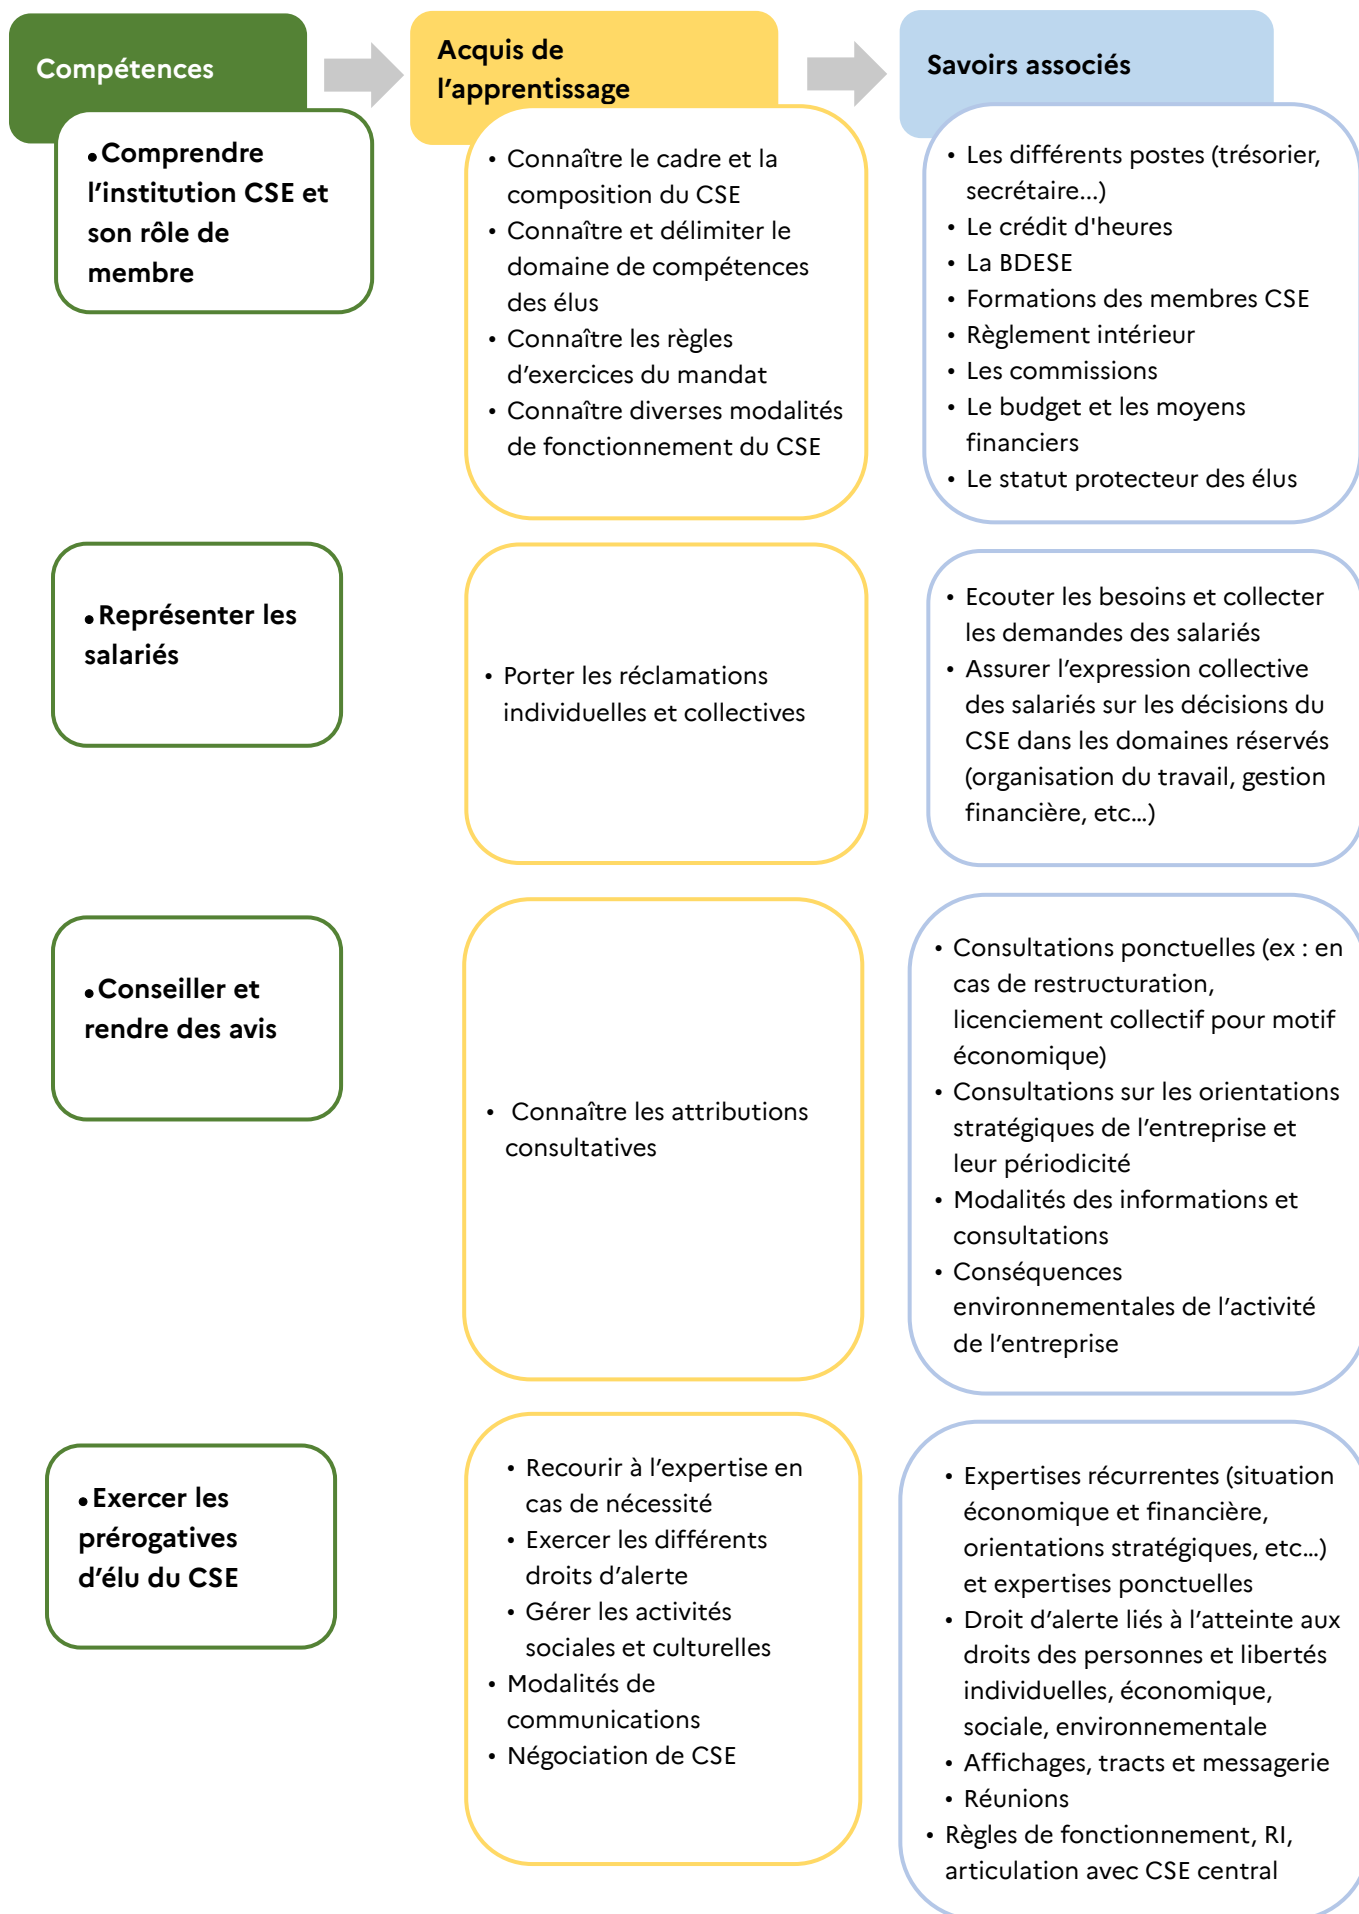 Compétences
Acquis de
l'apprentissage
Savoirs associés
•Comprendre
l'institution CSE et
son rôle de
membre
• Connaître le cadre et la
composition du CSE
• Connaître et délimiter le
domaine de compétences
des élus
• Connaître les règles
d'exercices du mandat
• Connaître diverses modalités
de fonctionnement du CSE
• Les différents postes (trésorier,
secrétaire...)
• Le crédit d'heures
• La BDESE
• Formations des membres CSE
• Règlement intérieur
• Les commissions
• Le budget et les moyens
financiers
• Le statut protecteur des élus
•Représenter les
salariés
• Porter les réclamations
individuelles et collectives
• Ecouter les besoins et collecter
les demandes des salariés
• Assurer l'expression collective
des salariés sur les décisions du
CSE dans les domaines réservés
(organisation du travail, gestion
financière, etc…)
•Conseiller et
rendre des avis
• Connaître les attributions
consultatives
• Consultations ponctuelles (ex : en
cas de restructuration,
licenciement collectif pour motif
économique)
• Consultations sur les orientations
stratégiques de l'entreprise et
leur périodicité
• Modalités des informations et
consultations
• Conséquences
environnementales de l'activité
de l'entreprise
•Exercer les
prérogatives
d'élu du CSE
• Recourir à l'expertise en
cas de nécessité
• Exercer les différents
droits d'alerte
• Gérer les activités
sociales et culturelles
• Modalités de
communications
• Négociation de CSE
• Expertises récurrentes (situation
économique et financière,
orientations stratégiques, etc…)
et expertises ponctuelles
• Droit d'alerte liés à l'atteinte aux
droits des personnes et libertés
individuelles, économique,
sociale, environnementale
• Affichages, tracts et messagerie
• Réunions
• Règles de fonctionnement, RI,
articulation avec CSE central